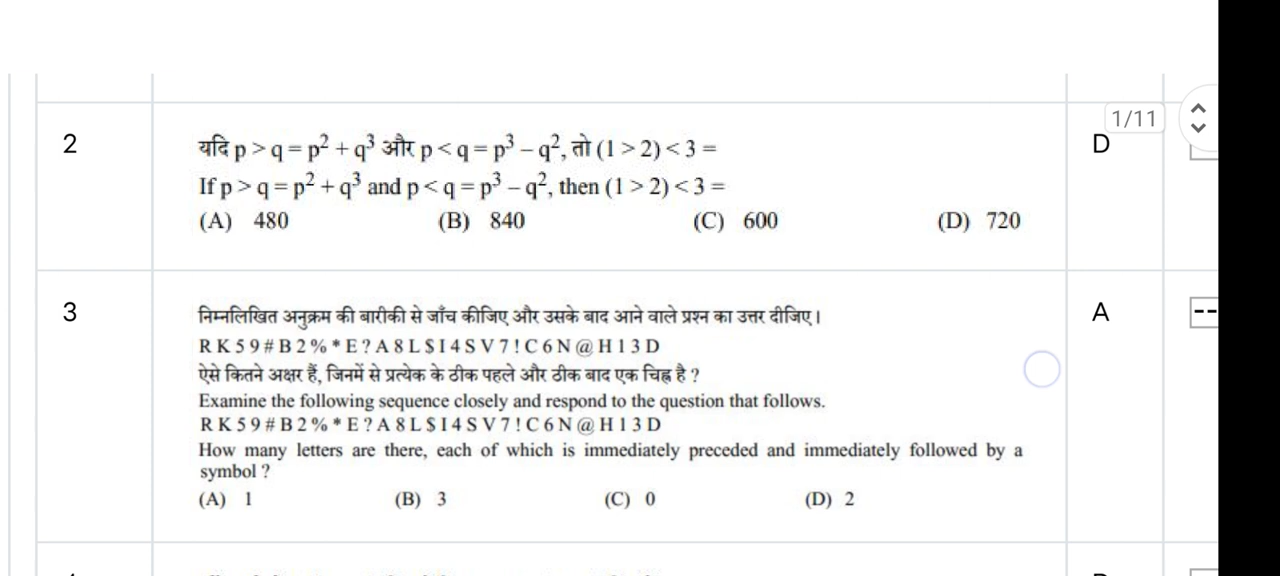 1/11
2
यदि p > q = p² + q³ और p < q = p³ – q², तो (1 > 2) < 3 =
D
If p > q = p² + q³ and p < q = p³ – q², then (1 > 2) < 3 =
(A) 480 (B) 840 (C) 600 (D) 720
3
निम्नलिखित अनुक्रम की बारीकी से जाँच कीजिए और उसके बाद आने वाले प्रश्न का उत्तर दीजिए।
A
--
R K 5 9 # B 2 % * E ? A 8 L $ I 4 S V 7 ! C 6 N @ H 1 3 D
ऐसे कितने अक्षर हैं, जिनमें से प्रत्येक के ठीक पहले और ठीक बाद एक चिह्न है ?
Examine the following sequence closely and respond to the question that follows.
R K 5 9 # B 2 % * E ? A 8 L $ I 4 S V 7 ! C 6 N @ H 1 3 D
How many letters are there, each of which is immediately preceded and immediately followed by a
symbol ?
(A) 1 (B) 3 (C) 0 (D) 2